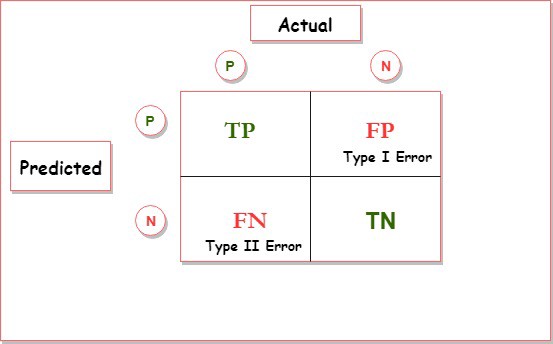 Actual
P
N
P
TP
FP
Type I Error
Predicted
N
FN
TN
Type II Error